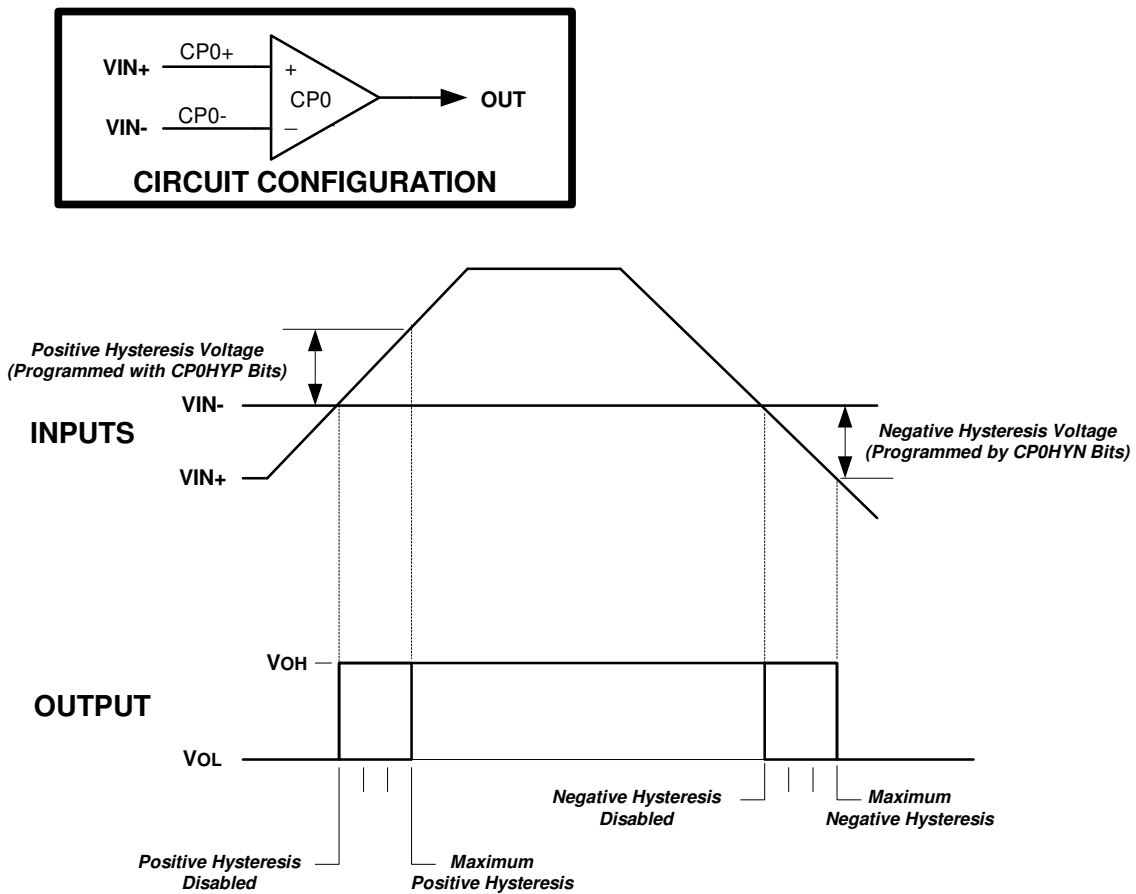 VIN+
CP0+
+
CP0
OUT
VIN-
CP0-
–
CIRCUIT CONFIGURATION
Positive Hysteresis Voltage
(Programmed with CP0HYP Bits)
VIN-
INPUTS
Negative Hysteresis Voltage
(Programmed by CP0HYN Bits)
VIN+
VOH
OUTPUT
VOL
Negative Hysteresis
Disabled
Maximum
Negative Hysteresis
Positive Hysteresis
Disabled
Maximum
Positive Hysteresis